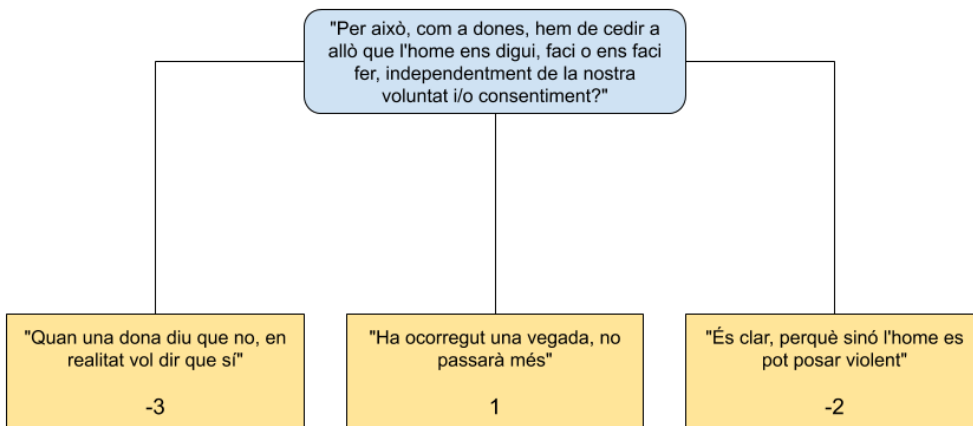 "Per això, com a dones, hem de cedir a
allò que l'home ens digui, faci o ens faci
fer, independentment de la nostra
voluntat i/o consentiment?"
"Quan una dona diu que no, en
realitat vol dir que sí"
-3
"Ha ocorregut una vegada, no
passarà més"
1
"És clar, perquè sinó l'home es
pot posar violent"
-2